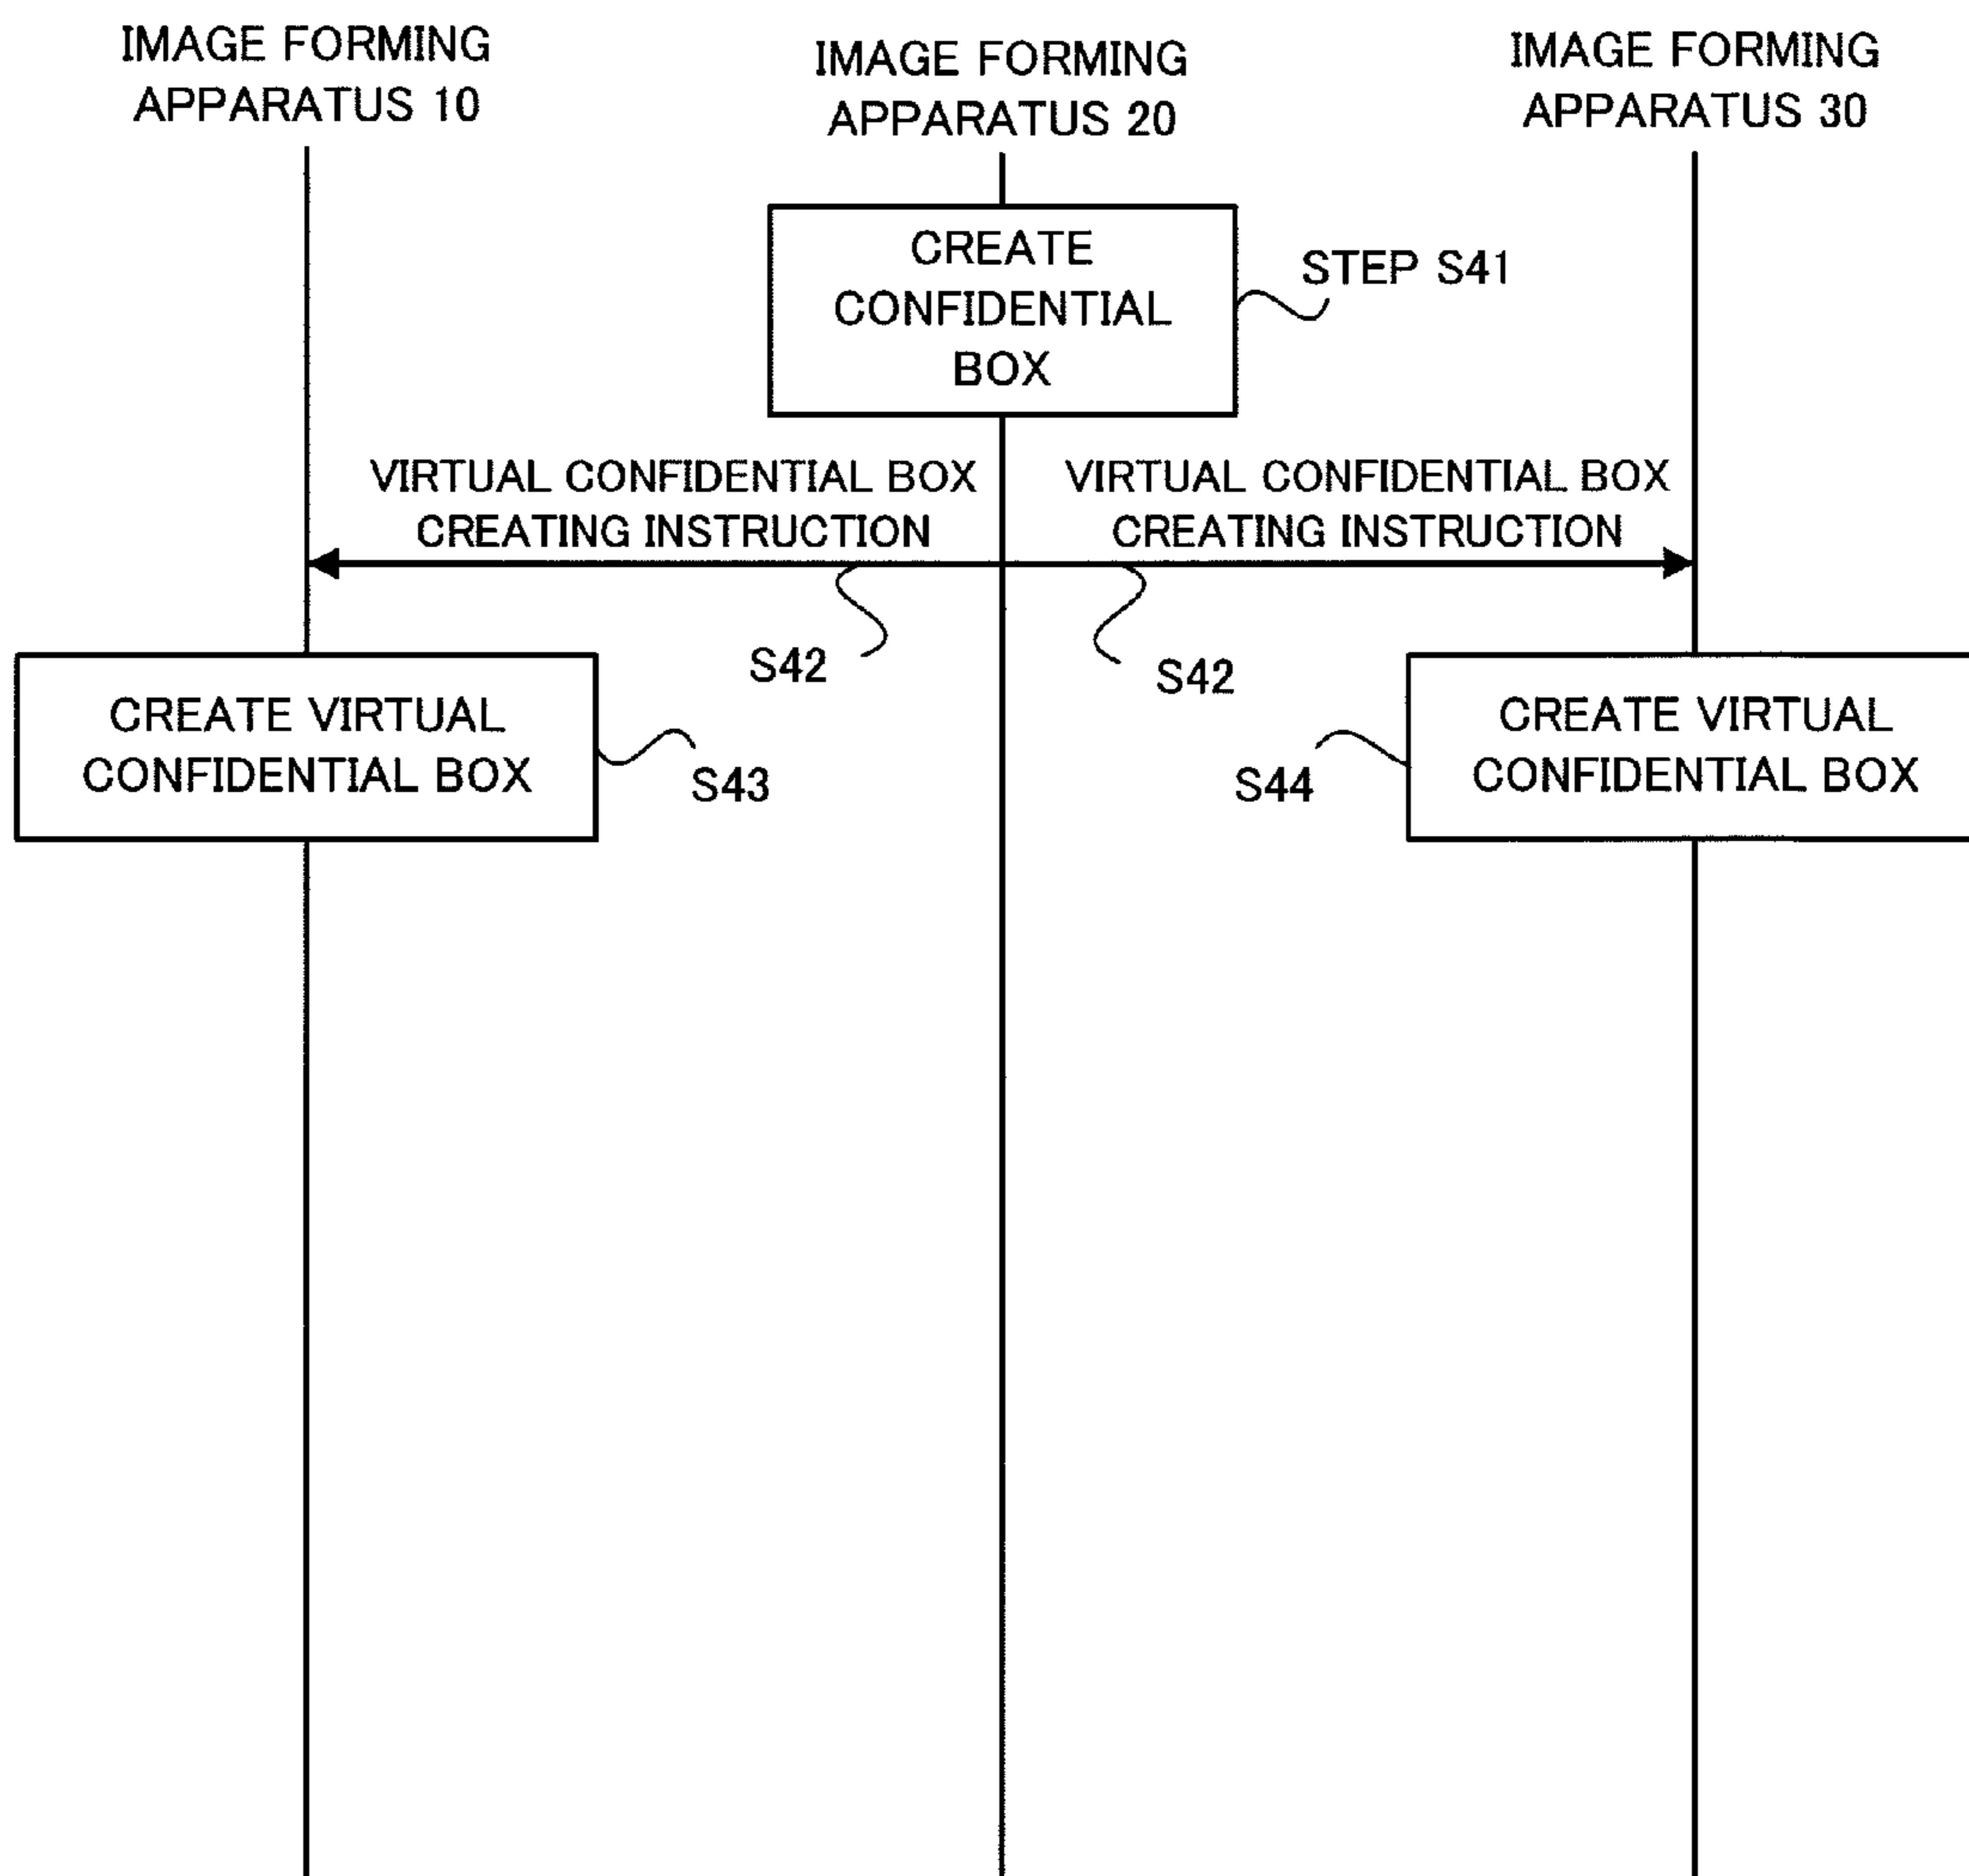 IMAGE FORMING
APPARATUS 10
IMAGE FORMING
APPARATUS 20
IMAGE FORMING
APPARATUS 30
CREATE
CONFIDENTIAL
BOX
STEP S41
VIRTUAL CONFIDENTIAL BOX
CREATING INSTRUCTION
VIRTUAL CONFIDENTIAL BOX
CREATING INSTRUCTION
S42
S42
CREATE VIRTUAL
CONFIDENTIAL BOX
S43
S44
CREATE VIRTUAL
CONFIDENTIAL BOX